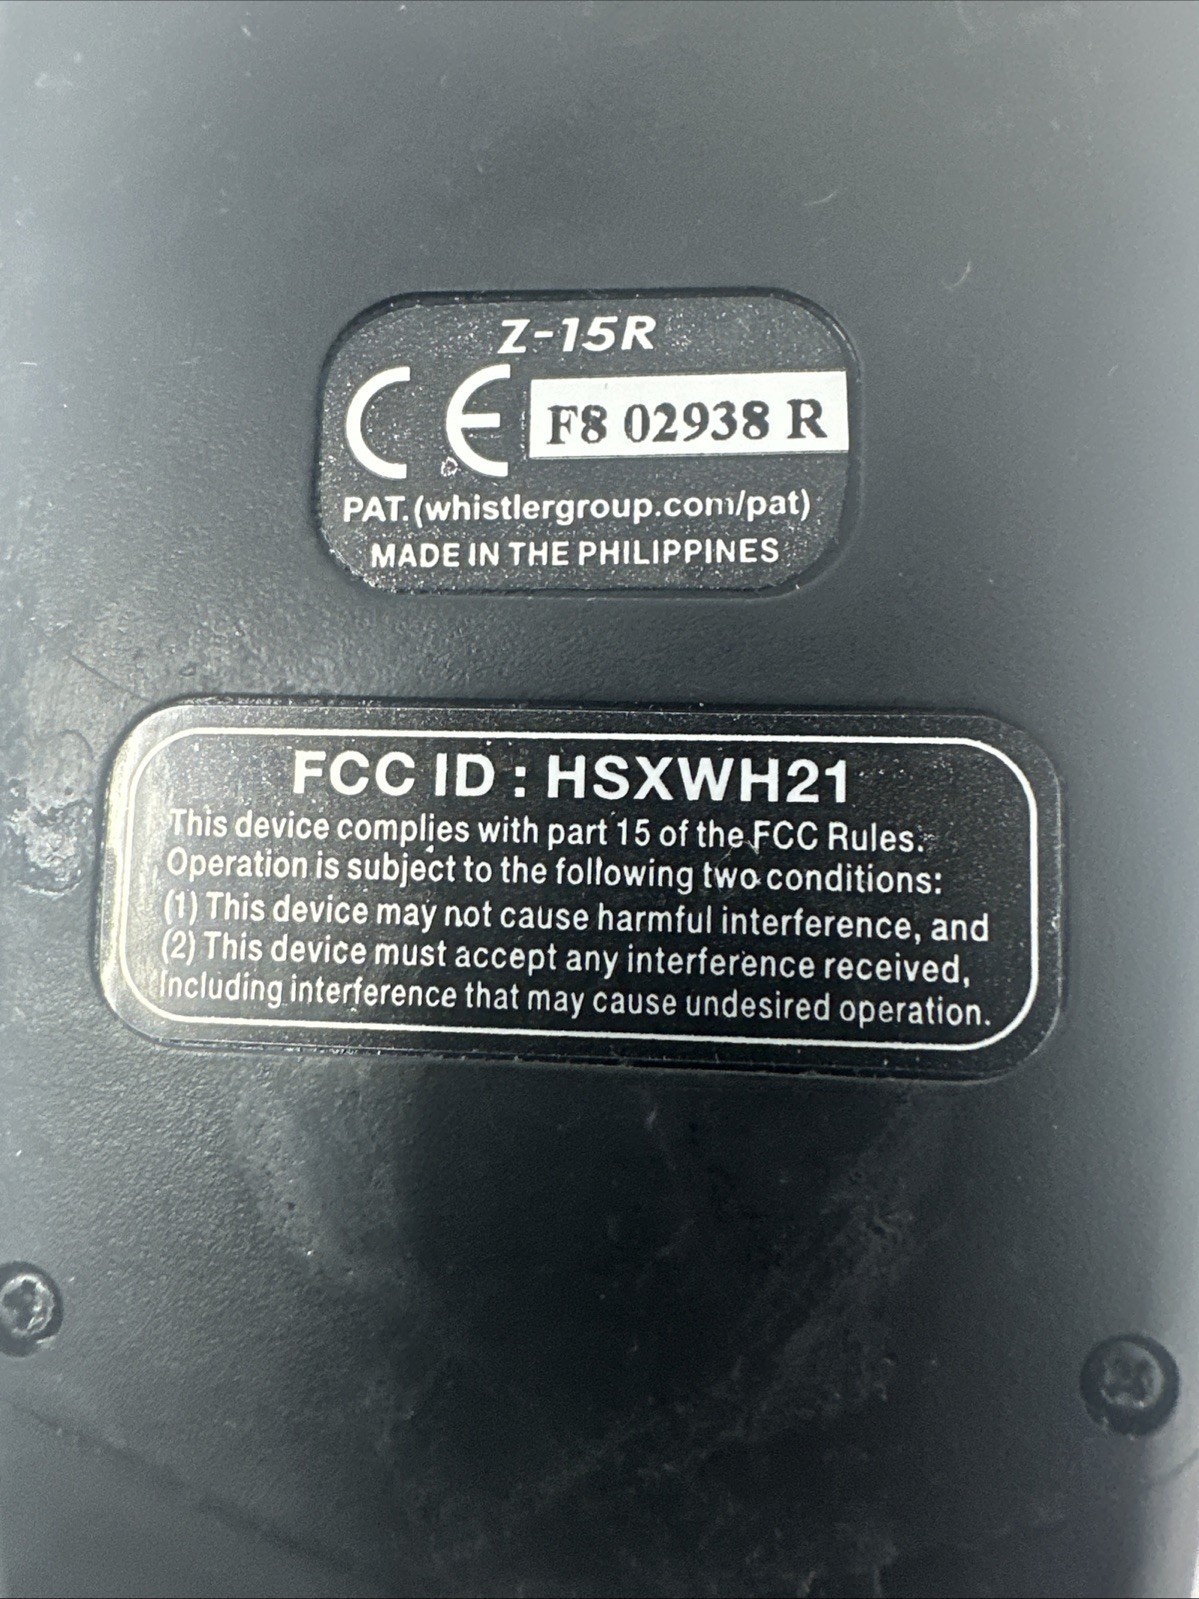 Z-15R
CE F8 02938 R
PAT. (whistlergroup.com/pat)
MADE IN THE PHILIPPINES
FCC ID : HSXWH21
This device complies with part 15 of the FCC Rules.
Operation is subject to the following two conditions:
(1) This device may not cause harmful interference, and
(2) This device must accept any interference received,
Including interference that may cause undesired operation.